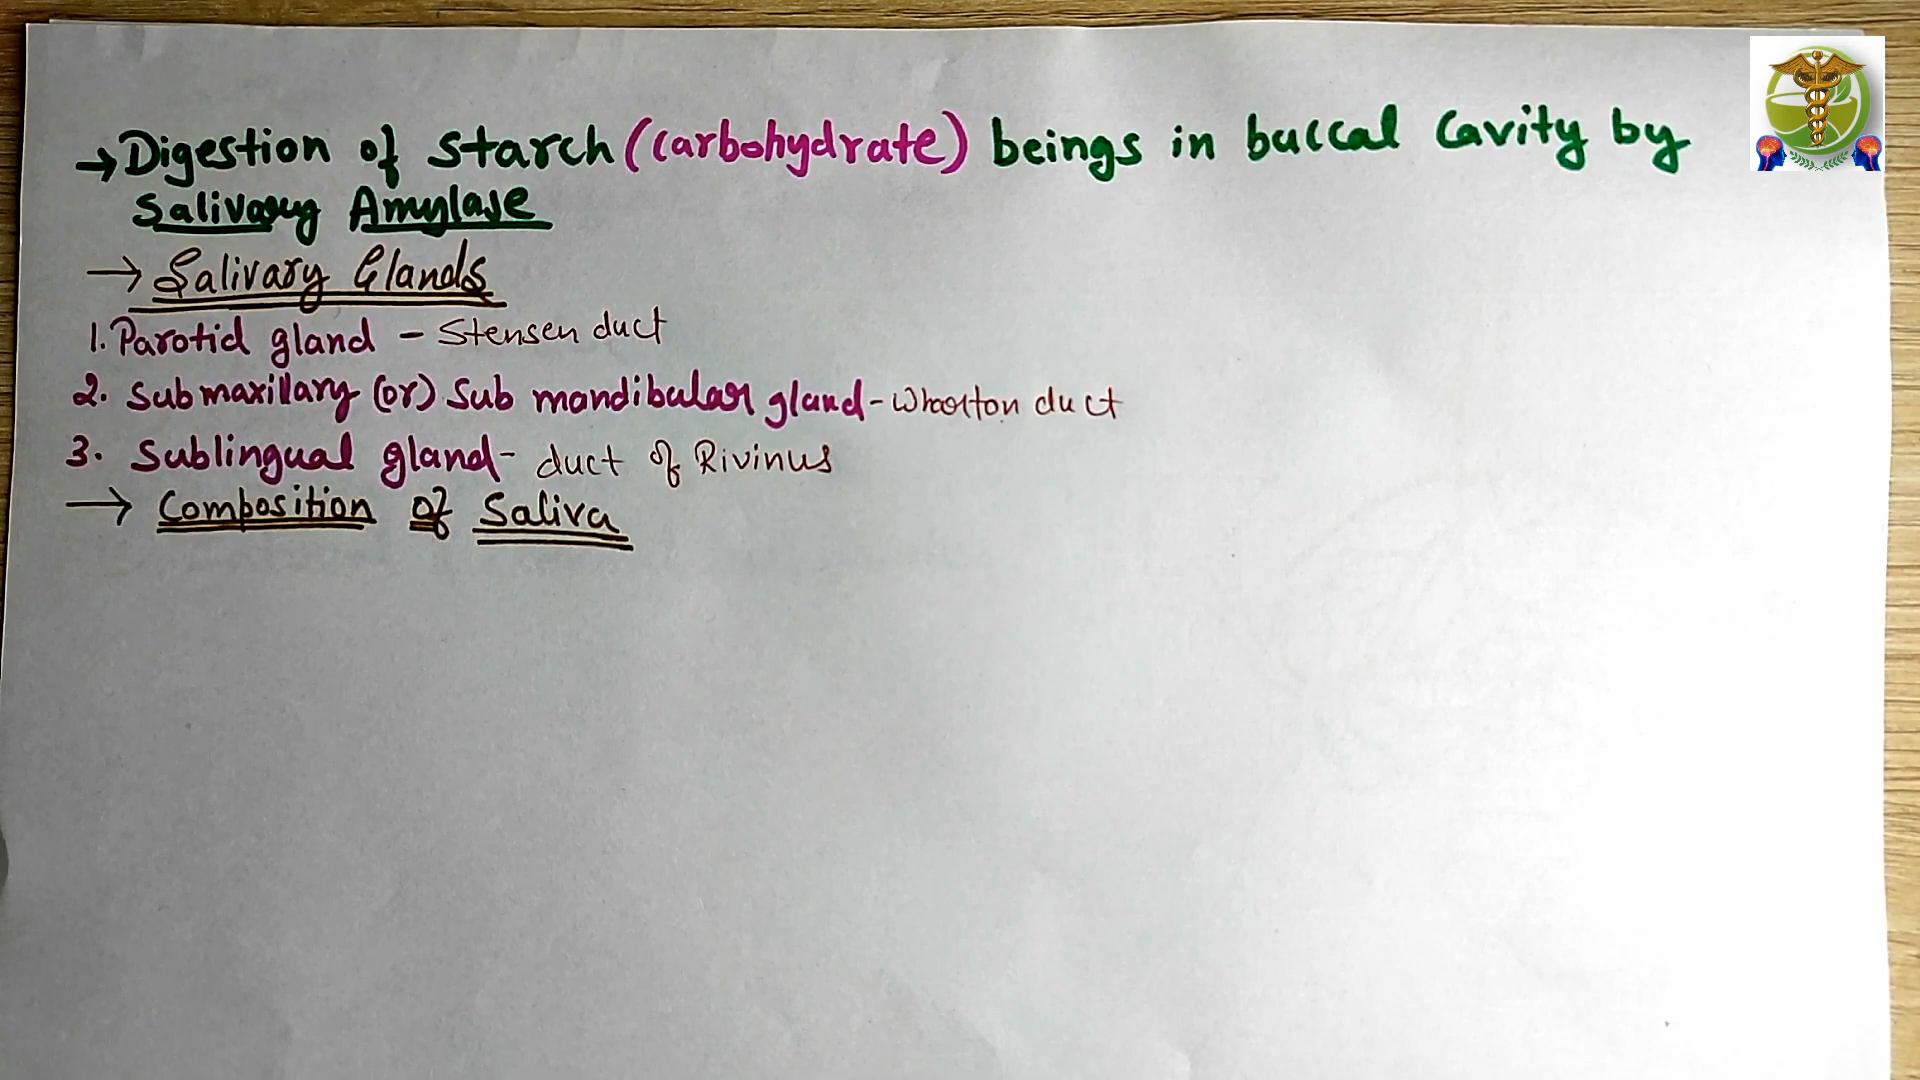 → Digestion of Starch (Carbohydrate) beings in buccal Cavity by
Salivary Amylase
→ Salivary Glands
1. Parotid gland - Stensen duct
2. Submaxillary (or) Sub mandibular gland - Wharton duct
3. Sublingual gland - duct of Rivinus
→ Composition of Saliva